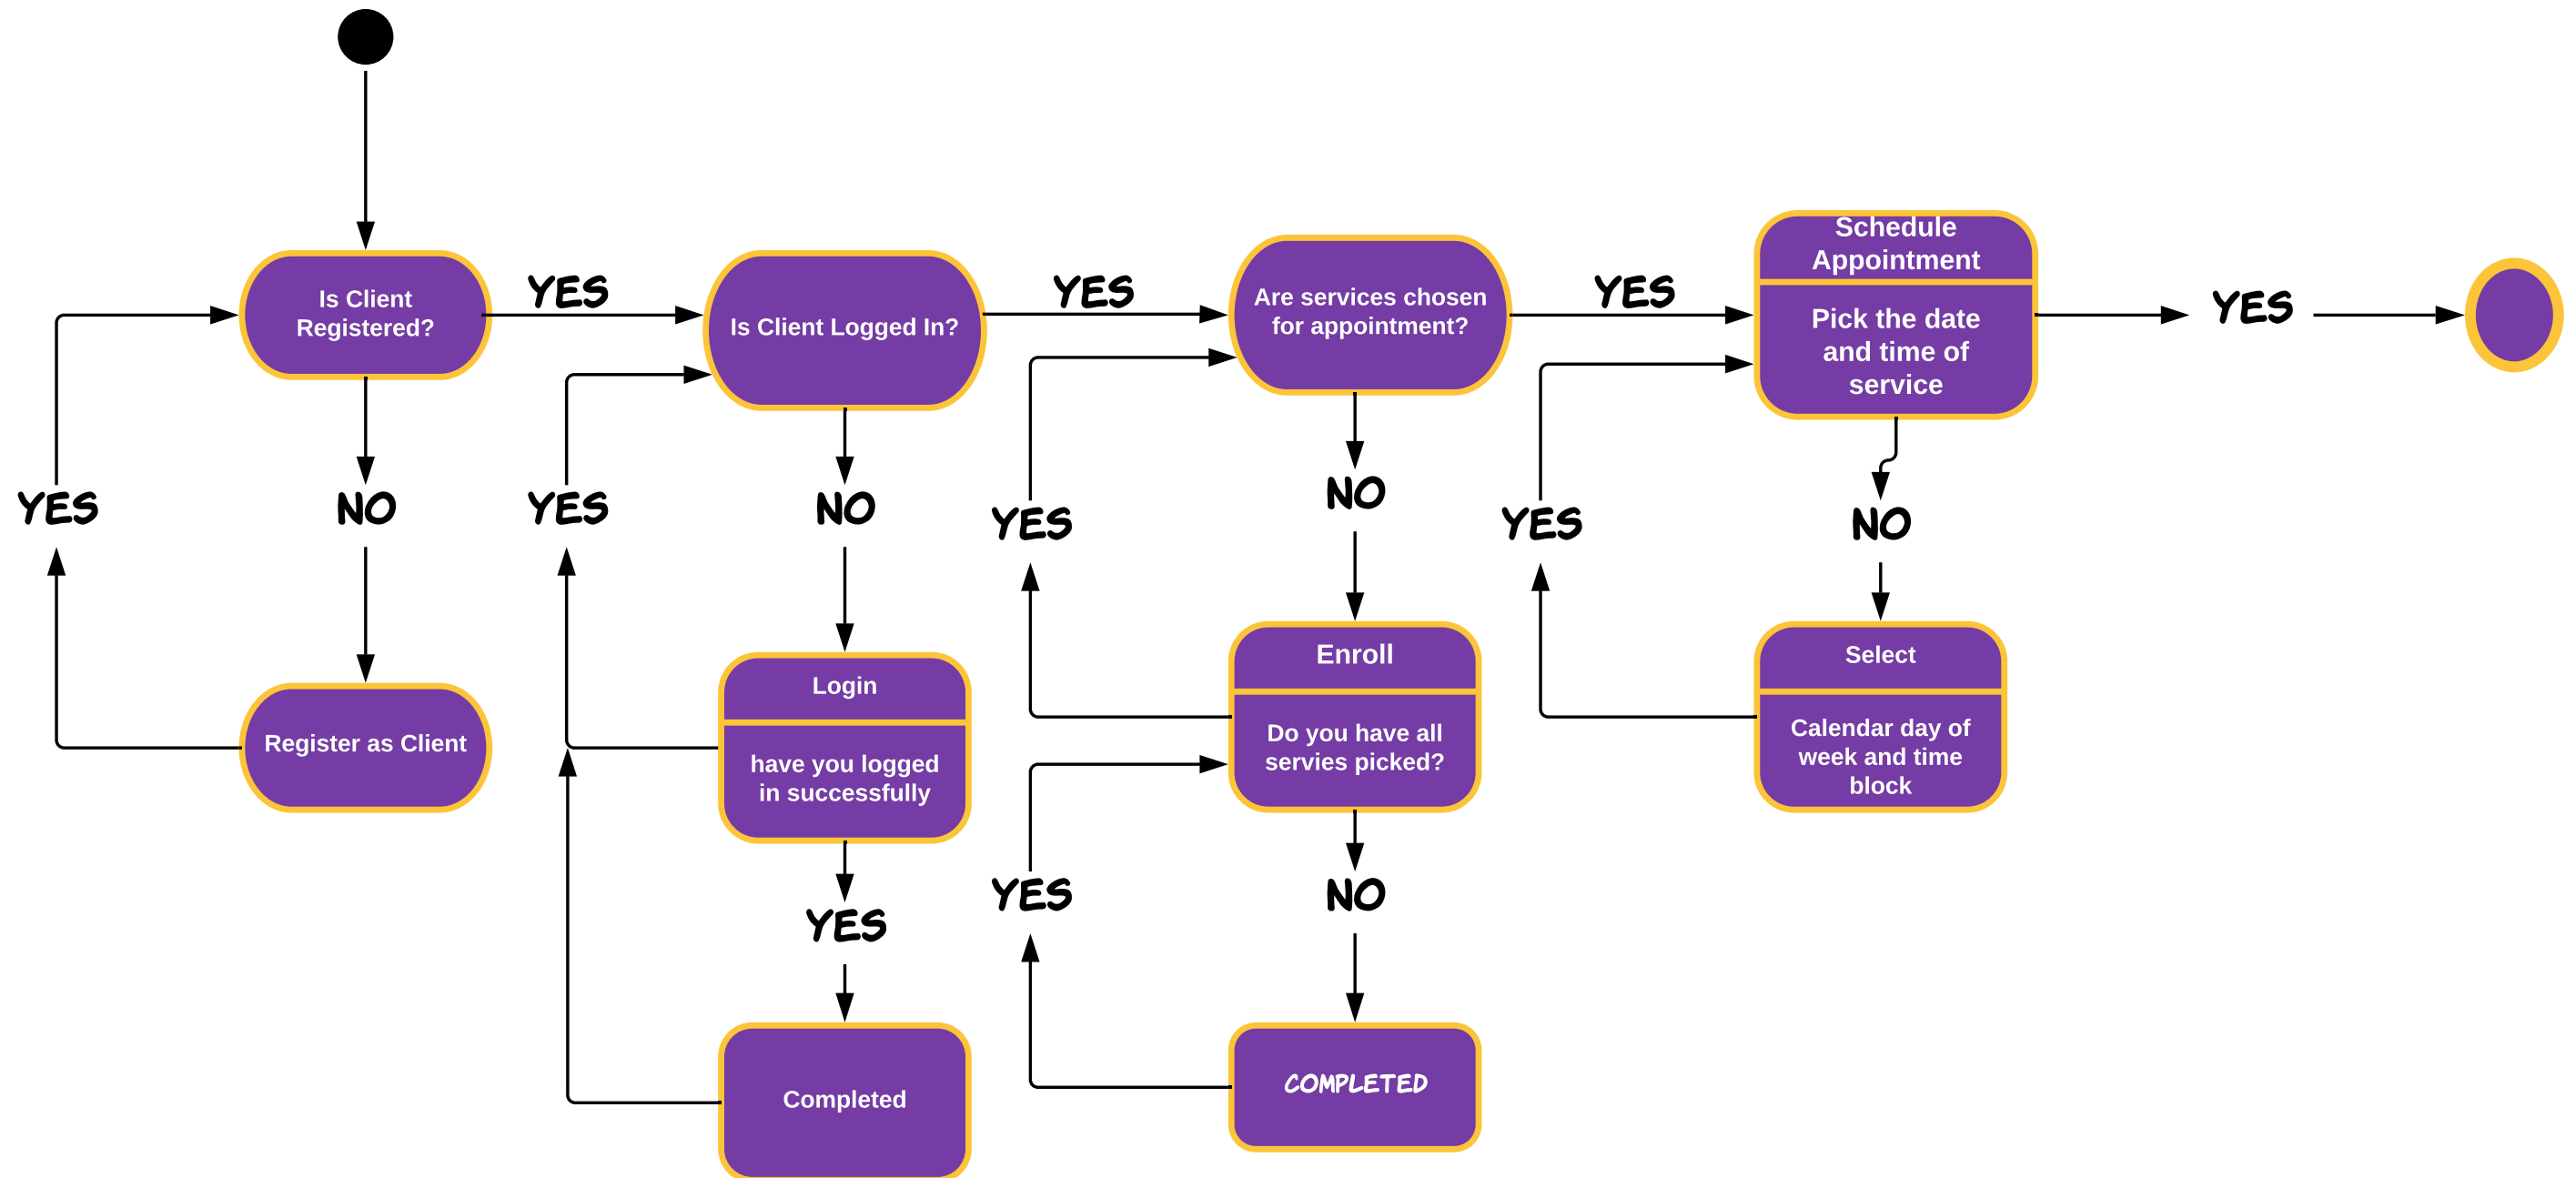 Schedule
Appointment
Is Client
Registered?
YES
Is Client Logged In?
YES
Are services chosen
for appointment?
YES
Pick the date
and time of
service
YES
YES
NO
YES
NO
YES
NO
YES
NO
Register as Client
Login
have you logged
in successfully
Enroll
Do you have all
servies picked?
Select
Calendar day of
week and time
block
YES
YES
NO
Completed
COMPLETED